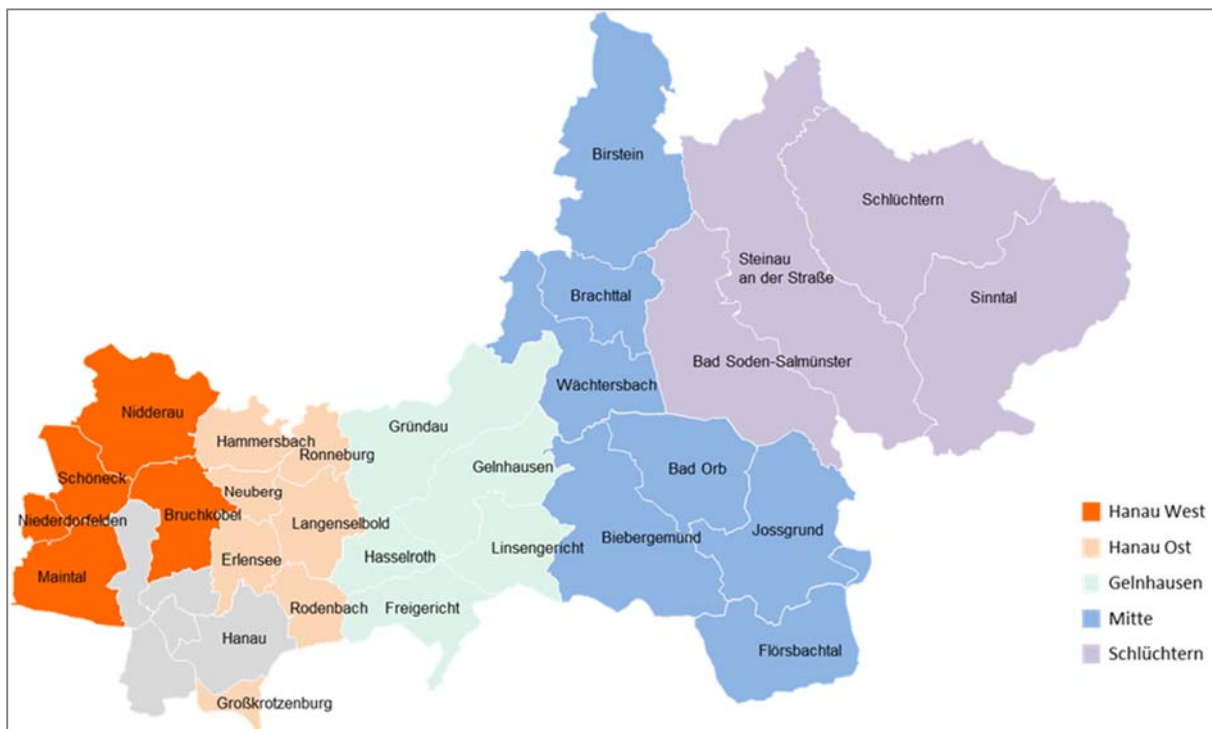 Birstein
Schlüchtern
Steinau
an der Straße
Sinntal
Brachttal
Bad Soden-Salmünster
Wächtersbach
Nidderau
Gründau
Hammersbach
Ronneburg
Gelnhausen
Bad Orb
Schöneck
Neuberg
Niederdorfelden
Bruchköbel
Langenselbold
Jossgrund
Biebergemünd
Linsengericht
Hasselroth
Erlensee
Maintal
Rodenbach
Freigericht
Hanau
Flörsbachtal
Großkrotzenburg
Hanau West
Hanau Ost
Gelnhausen
Mitte
Schlüchtern